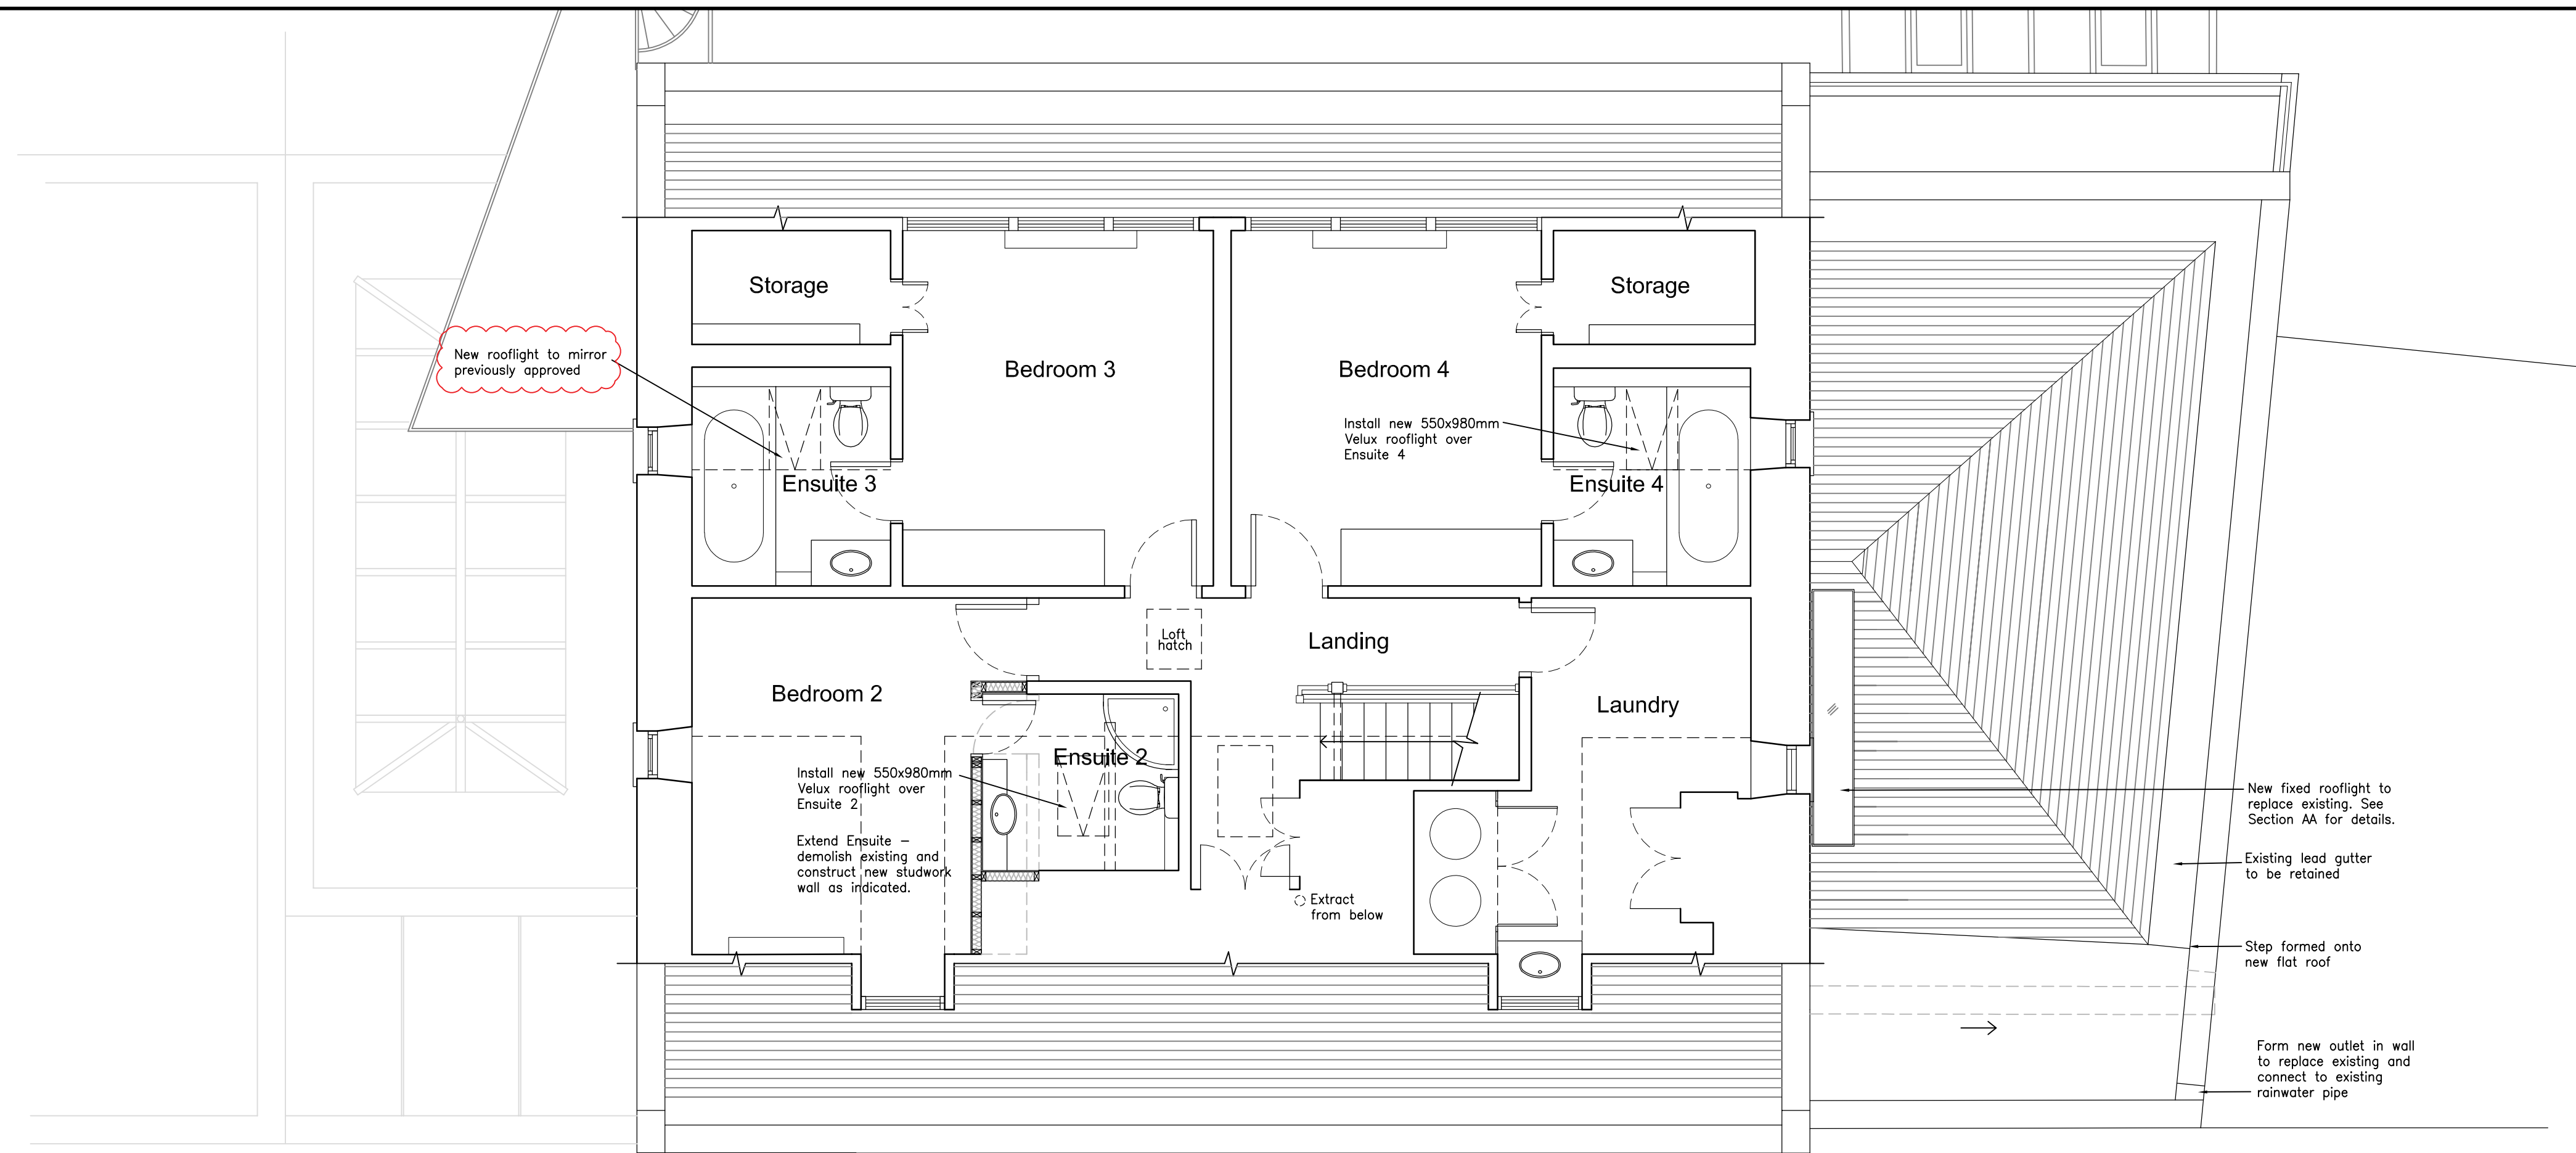 Storage
Storage
New rooflight to mirror
previously approved
Bedroom 3
Bedroom 4
Install new 550x980mm
Velux rooflight over
Ensuite 4
Ensuite 3
Ensuite 4
Loft
hatch
Landing
Bedroom 2
Laundry
Ensuite 2
Install new 550x980mm
Velux rooflight over
Ensuite 2
Extend Ensuite –
demolish existing and
construct new studwork
wall as indicated.
Extract
from below
New fixed rooflight to
replace existing. See
Section AA for details.
Existing lead gutter
to be retained
Step formed onto
new flat roof
Form new outlet in wall
to replace existing and
connect to existing
rainwater pipe